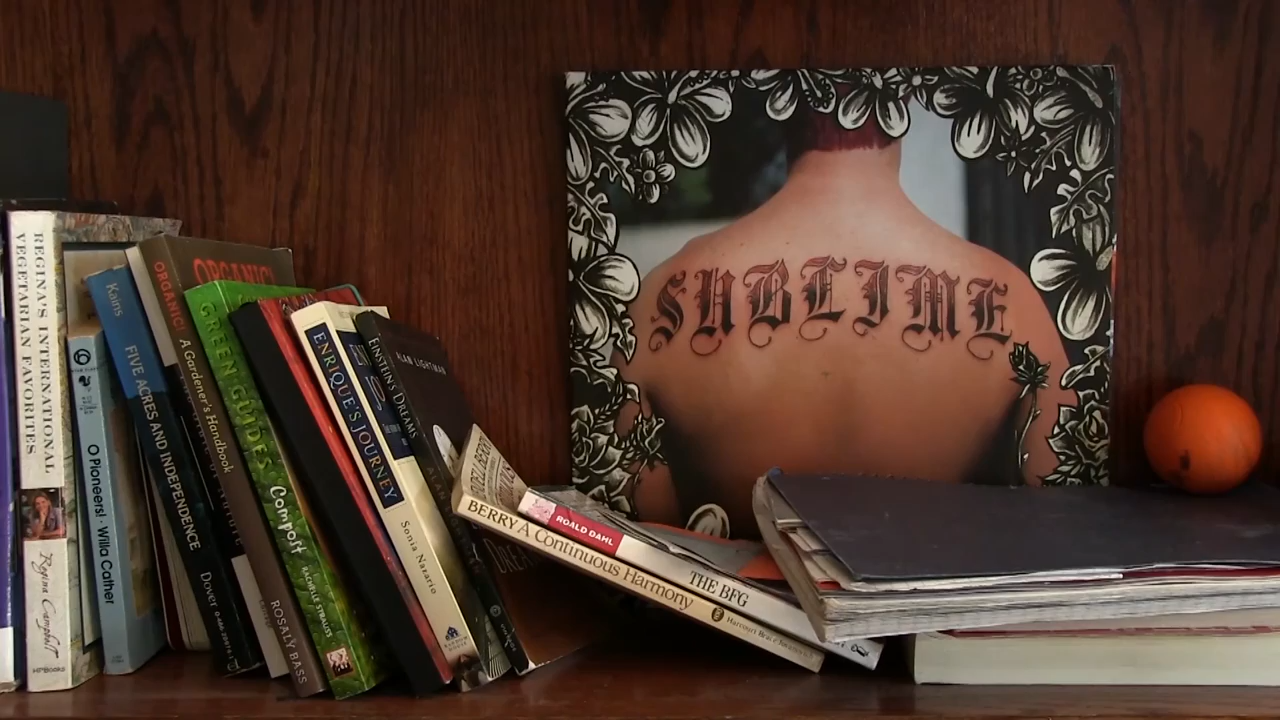 REGINA'S INTERNATIONAL
VEGETARIAN FAVORITES
Regina Campbell
HPBOOKS
O Pioneers! · Willa Cather
Kains
FIVE ACRES AND INDEPENDENCE
Dover
ORGANIC!
ORGANIC! A Gardener's Handbook
ROSALY BASS
GREEN GUIDES
Compost
RACHELLE STRAUSS
ENRIQUE'S JOURNEY
Sonia Nazario
EINSTEIN'S DREAMS
ALAN LIGHTMAN
BERRY A Continuous Harmony
Harcourt Brace
ROALD DAHL
THE BFG
SUBLIME